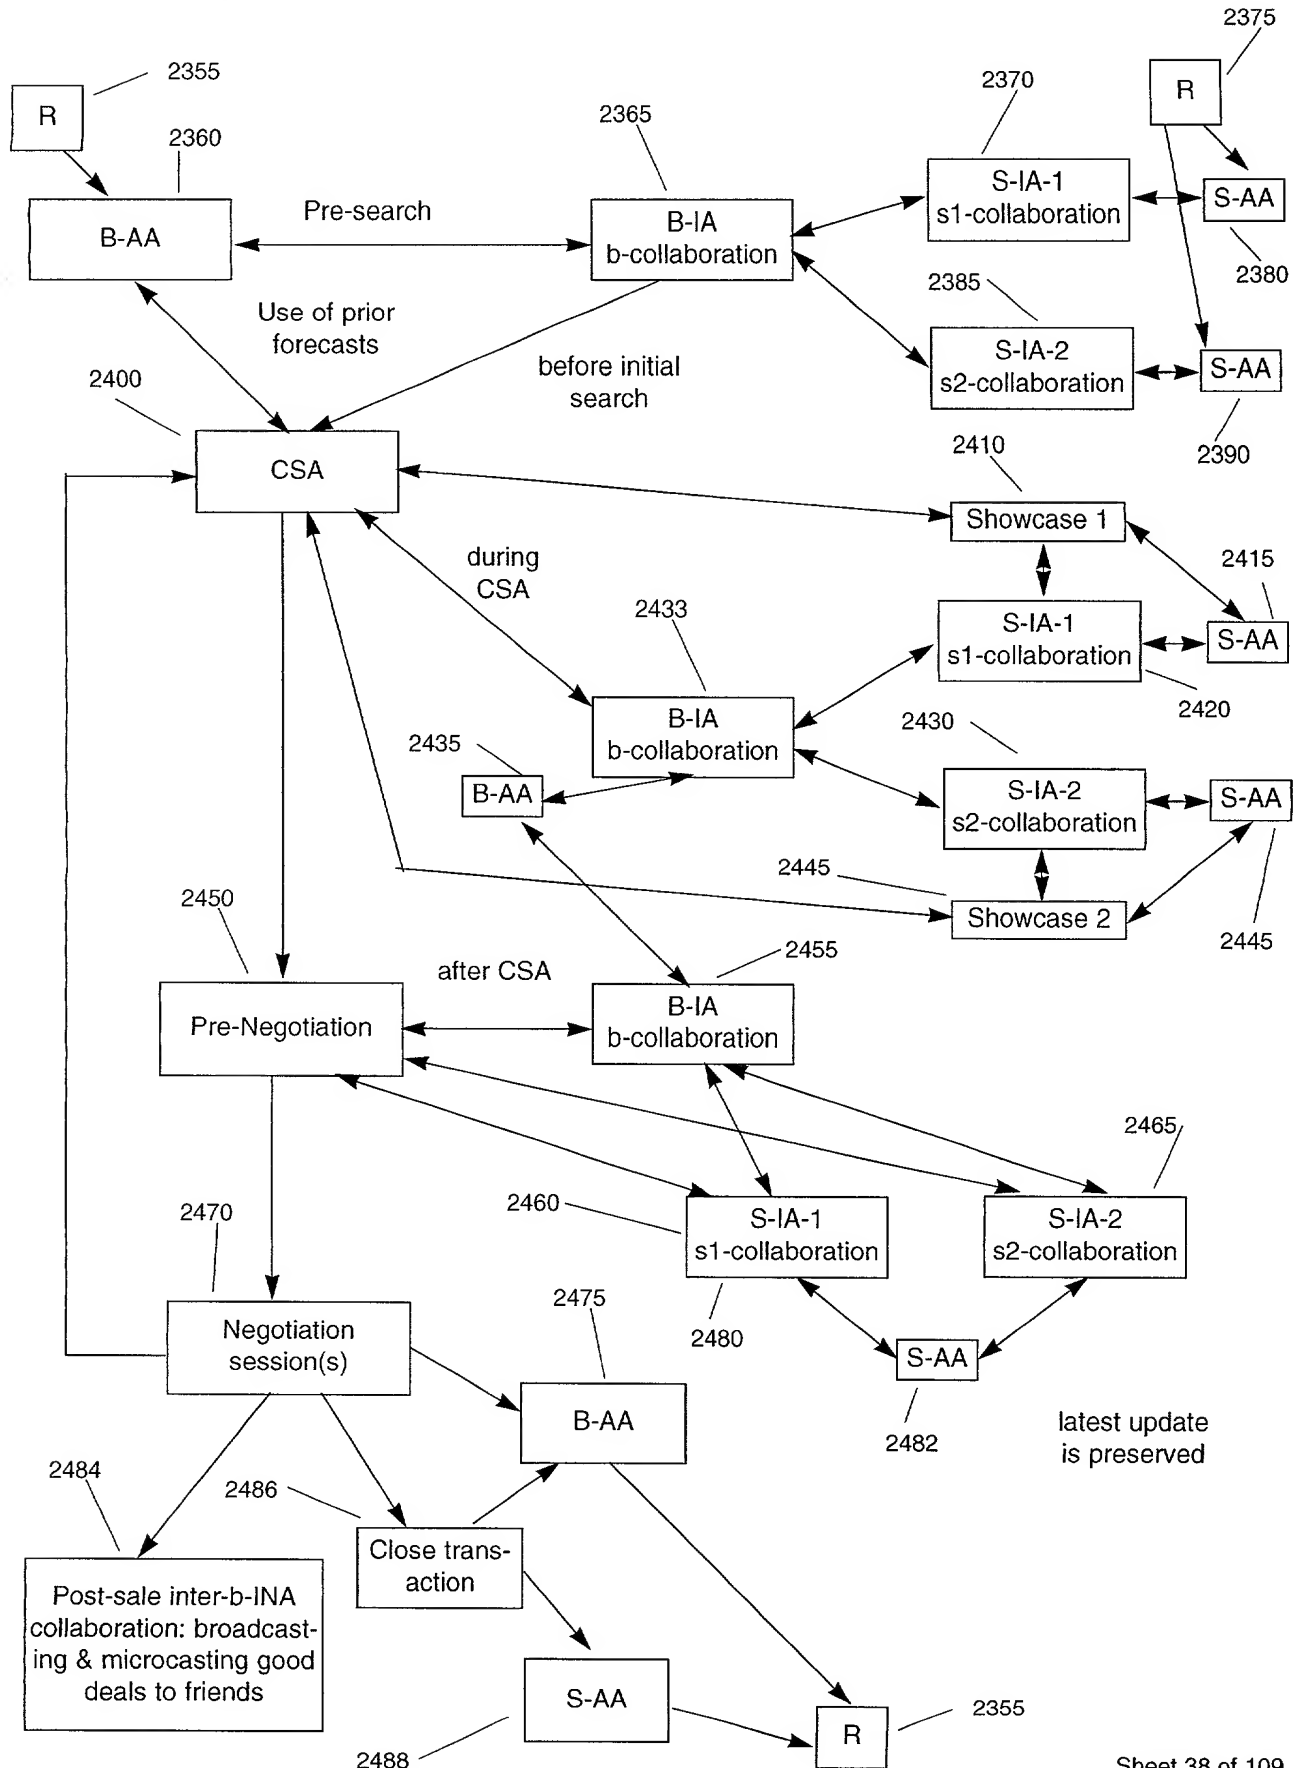 2375
2355
R
2370
R
2360
2365
S-IA-1
s1-collaboration
S-AA
Pre-search
B-AA
B-IA
b-collaboration
2380
2385
Use of prior
forecasts
S-IA-2
s2-collaboration
S-AA
before initial
search
2400
2390
2410
CSA
Showcase 1
during
CSA
2415
2433
S-IA-1
s1-collaboration
S-AA
2420
2430
B-IA
b-collaboration
2435
B-AA
S-IA-2
s2-collaboration
S-AA
2445
Showcase 2
2445
2450
2455
after CSA
B-IA
b-collaboration
Pre-Negotiation
2465
2460
2470
S-IA-1
s1-collaboration
S-IA-2
s2-collaboration
2475
2480
Negotiation
session(s)
S-AA
B-AA
2482
latest update
is preserved
2484
2486
Close trans-
action
Post-sale inter-b-INA
collaboration: broadcast-
ing & microcasting good
deals to friends
S-AA
2355
R
2488
Sheet 38 of 109